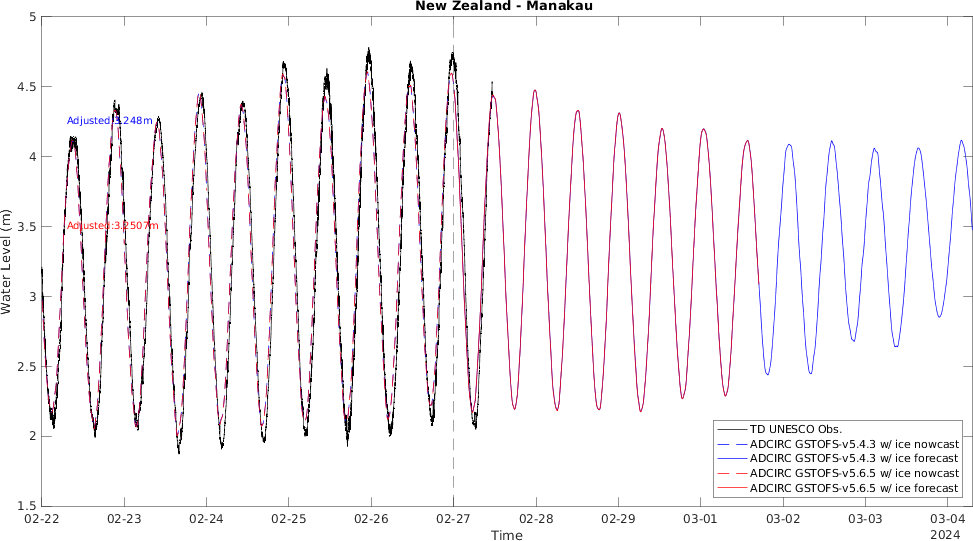 New Zealand - Manakau
5
4.5
4
3.5
3
2.5
2
1.5
Water Level (m)
Adjusted:3.248m
Adjusted:3.2507m
TD UNESCO Obs.
ADCIRC GSTOFS-v5.4.3 w/ ice nowcast
ADCIRC GSTOFS-v5.4.3 w/ ice forecast
ADCIRC GSTOFS-v5.6.5 w/ ice nowcast
ADCIRC GSTOFS-v5.6.5 w/ ice forecast
02-22 02-23 02-24 02-25 02-26 02-27 02-28 02-29 03-01 03-02 03-03 03-04
2024
Time